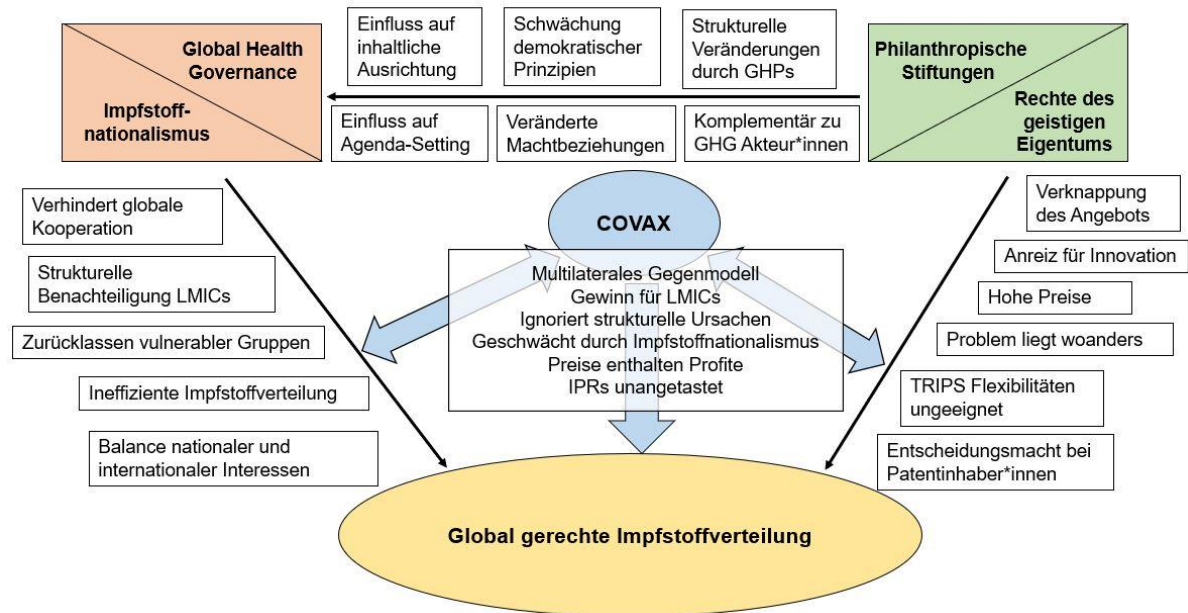 Global Health
Governance
Impfstoff-
nationalismus
Einfluss auf
inhaltliche
Ausrichtung
Schwächung
demokratischer
Prinzipien
Strukturelle
Veränderungen
durch GHPs
Philanthropische
Stiftungen
Rechte des
geistigen
Eigentums
Einfluss auf
Agenda-Setting
Veränderte
Machtbeziehungen
Komplementär zu
GHG Akteur*innen
Verhindert globale
Kooperation
Strukturelle
Benachteiligung LMICs
Zurücklassen vulnerabler Gruppen
Ineffiziente Impfstoffverteilung
Balance nationaler und
internationaler Interessen
COVAX
Multilaterales Gegenmodell
Gewinn für LMICs
Ignoriert strukturelle Ursachen
Geschwächt durch Impfstoffnationalismus
Preise enthalten Profite
IPRs unangetastet
Verknappung
des Angebots
Anreiz für Innovation
Hohe Preise
Problem liegt woanders
TRIPS Flexibilitäten
ungeeignet
Entscheidungsmacht bei
Patentinhaber*innen
Global gerechte Impfstoffverteilung